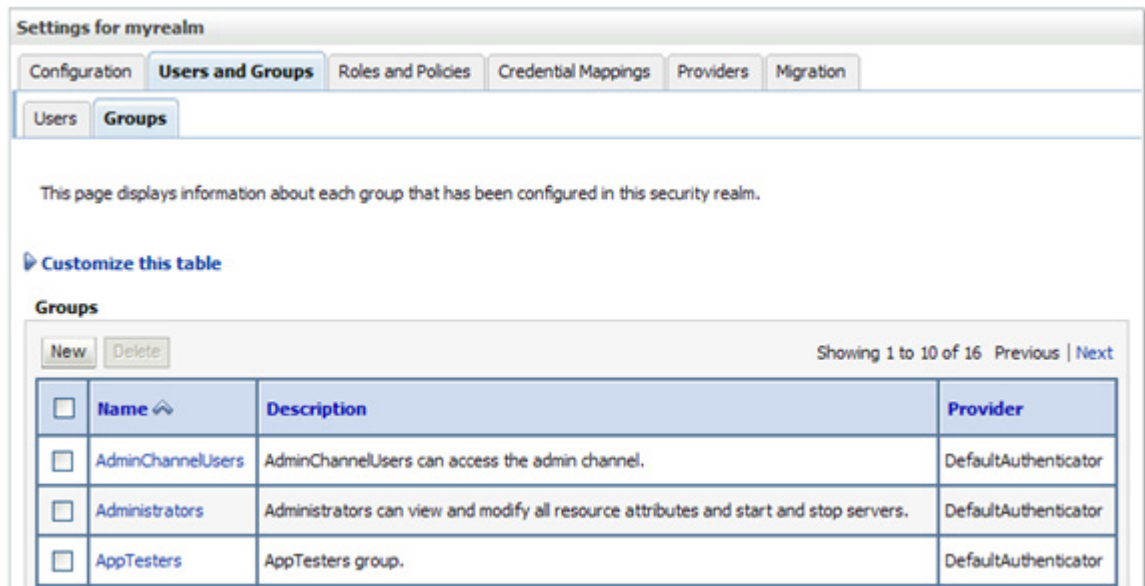 Settings for myrealm
Configuration Users and Groups Roles and Policies Credential Mappings Providers Migration
Users Groups
This page displays information about each group that has been configured in this security realm.
Customize this table
Groups
New Delete Showing 1 to 10 of 16 Previous | Next
Name Description Provider
AdminChannelUsers AdminChannelUsers can access the admin channel. DefaultAuthenticator
Administrators Administrators can view and modify all resource attributes and start and stop servers. DefaultAuthenticator
AppTesters AppTesters group. DefaultAuthenticator